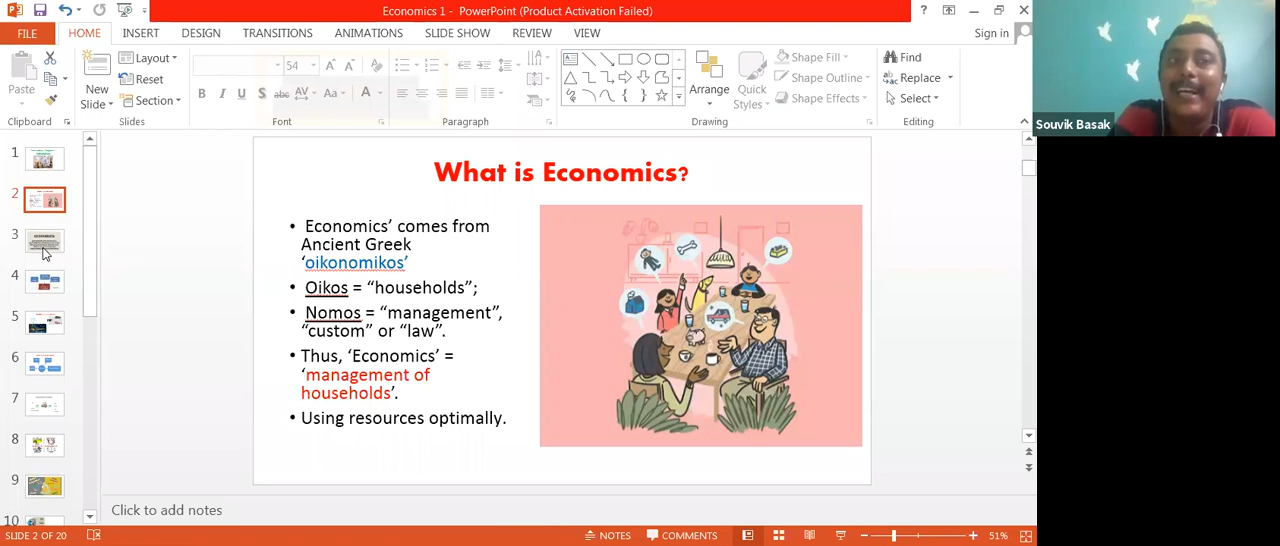 Economics 1 - PowerPoint (Product Activation Failed)
FILE HOME INSERT DESIGN TRANSITIONS ANIMATIONS SLIDE SHOW REVIEW VIEW
Sign in
Paste
New
Slide
Layout
Reset
Section
54
B I U S abc AV Aa A
Arrange
Quick
Styles
Shape Fill
Shape Outline
Shape Effects
Find
Replace
Select
Clipboard
Slides
Font
Paragraph
Drawing
Editing
Souvik Basak
1
2
3
4
5
6
7
8
9
10
What is Economics?
• Economics’ comes from
Ancient Greek
‘oikonomikos’
• Oikos = “households”;
• Nomos = “management”,
“custom” or “law”.
• Thus, ‘Economics’ =
‘management of
households’.
• Using resources optimally.
Click to add notes
SLIDE 2 OF 20
NOTES
COMMENTS
51%